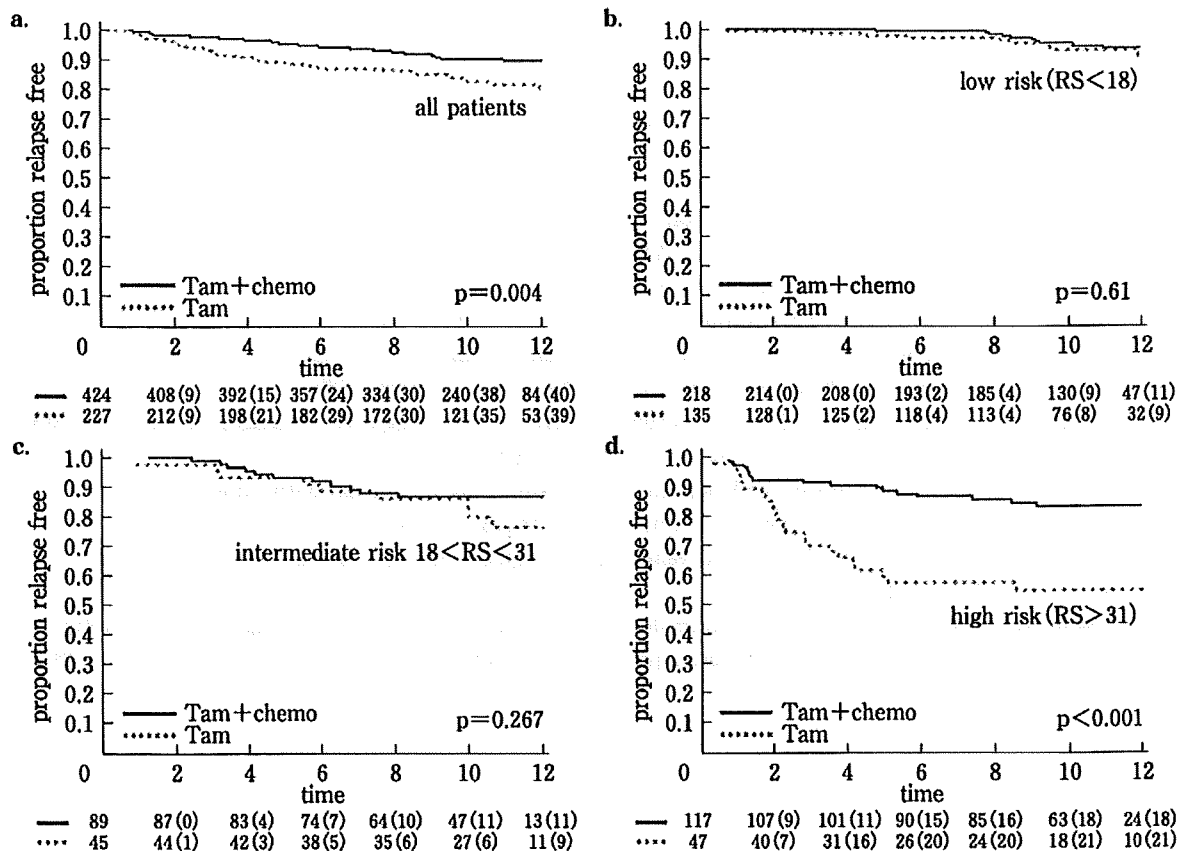 a.
proportion relapse free
1.0
0.9
0.8
0.7
0.6
0.5
0.4
0.3
0.2
0.1
all patients
Tam+chemo
Tam
p=0.004
0 2 4 6 8 10 12
time
424 408(9) 392(15) 357(24) 334(30) 240(38) 84(40)
227 212(9) 198(21) 182(29) 172(30) 121(35) 53(39)
b.
proportion relapse free
1.0
0.9
0.8
0.7
0.6
0.5
0.4
0.3
0.2
0.1
low risk(RS<18)
Tam+chemo
Tam
p=0.61
0 2 4 6 8 10 12
time
218 214(0) 208(0) 193(2) 185(4) 130(9) 47(11)
135 128(1) 125(2) 118(4) 113(4) 76(8) 32(9)
c.
proportion relapse free
1.0
0.9
0.8
0.7
0.6
0.5
0.4
0.3
0.2
0.1
intermediate risk 18<RS<31
Tam+chemo
Tam
p=0.267
0 2 4 6 8 10 12
time
89 87(0) 83(4) 74(7) 64(10) 47(11) 13(11)
45 44(1) 42(3) 38(5) 35(6) 27(6) 11(9)
d.
proportion relapse free
1.0
0.9
0.8
0.7
0.6
0.5
0.4
0.3
0.2
0.1
high risk(RS>31)
Tam+chemo
Tam
p<0.001
0 2 4 6 8 10 12
time
117 107(9) 101(11) 90(15) 85(16) 63(18) 24(18)
47 40(7) 31(16) 26(20) 24(20) 18(21) 10(21)